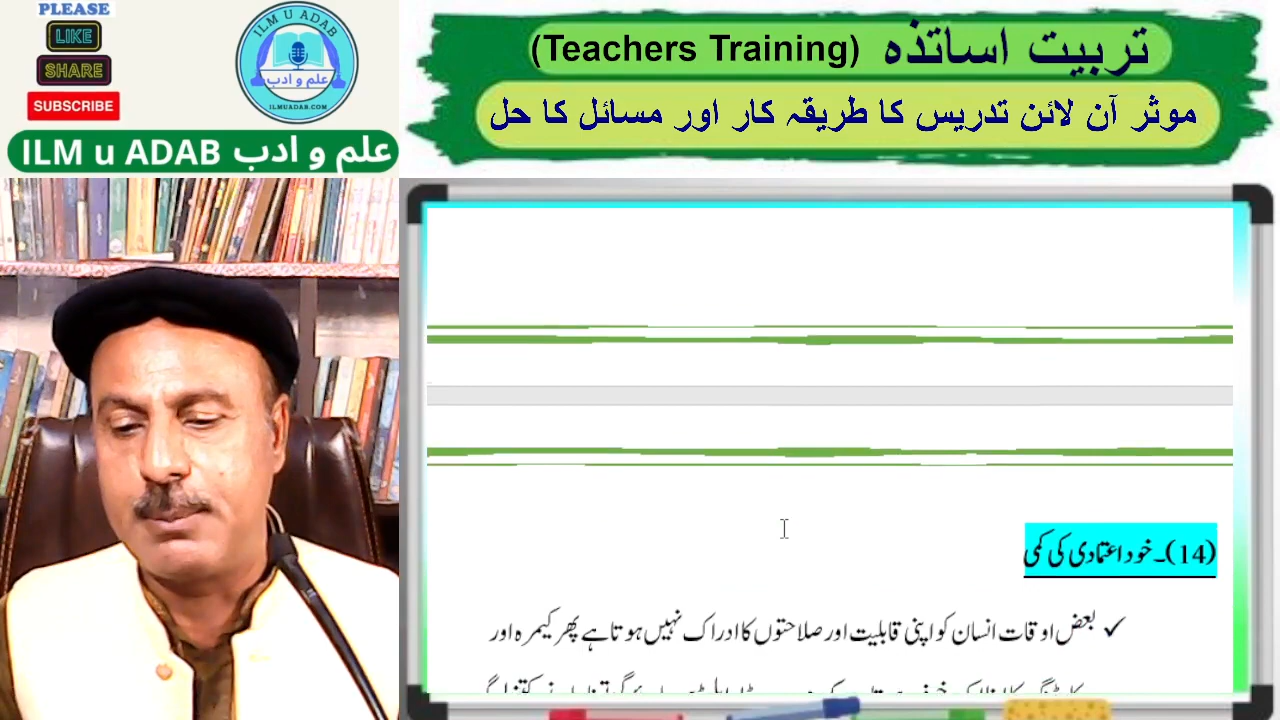 PLEASE
LIKE
SHARE
SUBSCRIBE
ILM U ADAB
علم و ادب
ILMUADAB.COM
ILM u ADAB علم و ادب
تربیت اساتذہ (Teachers Training)
موثر آن لائن تدریس کا طریقہ کار اور مسائل کا حل
(14)۔ خود اعتمادی کی کمی
✓ بعض اوقات انسان کو اپنی قابلیت اور صلاحتوں کا ادراک نہیں ہوتا ہے پھر کیمرہ اور